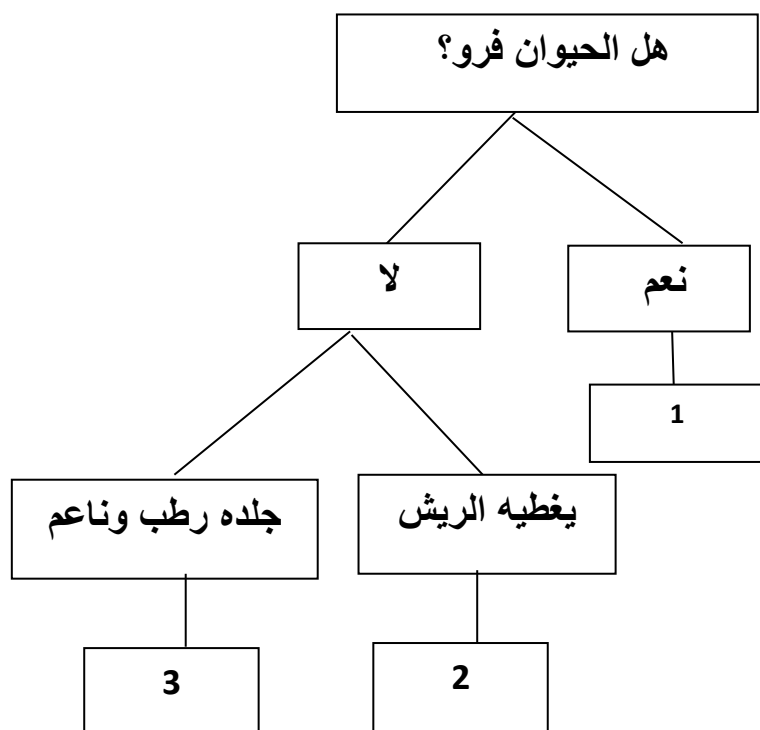 هل الحيوان فرو؟
نعم
لا
1
يغطيه الريش
جلده رطب وناعم
2
3